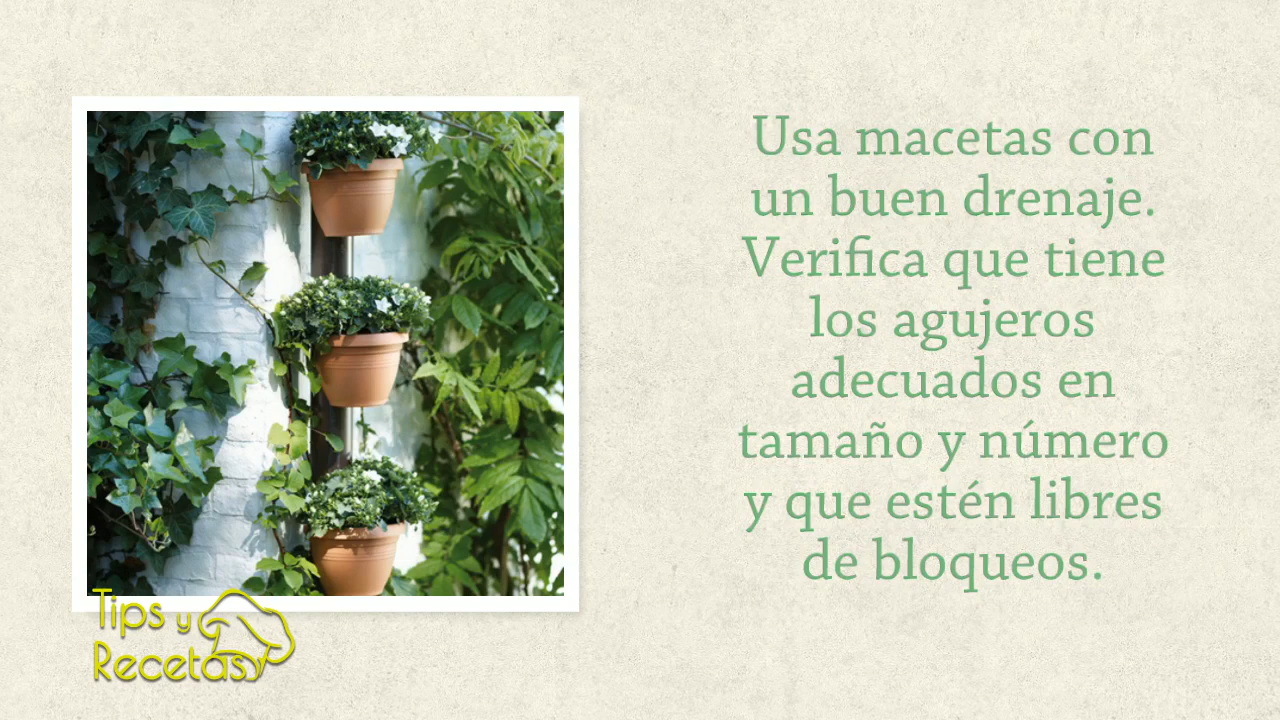 Usa macetas con
un buen drenaje.
Verifica que tiene
los agujeros
adecuados en
tamaño y número
y que estén libres
de bloqueos.
Tips y
Recetas